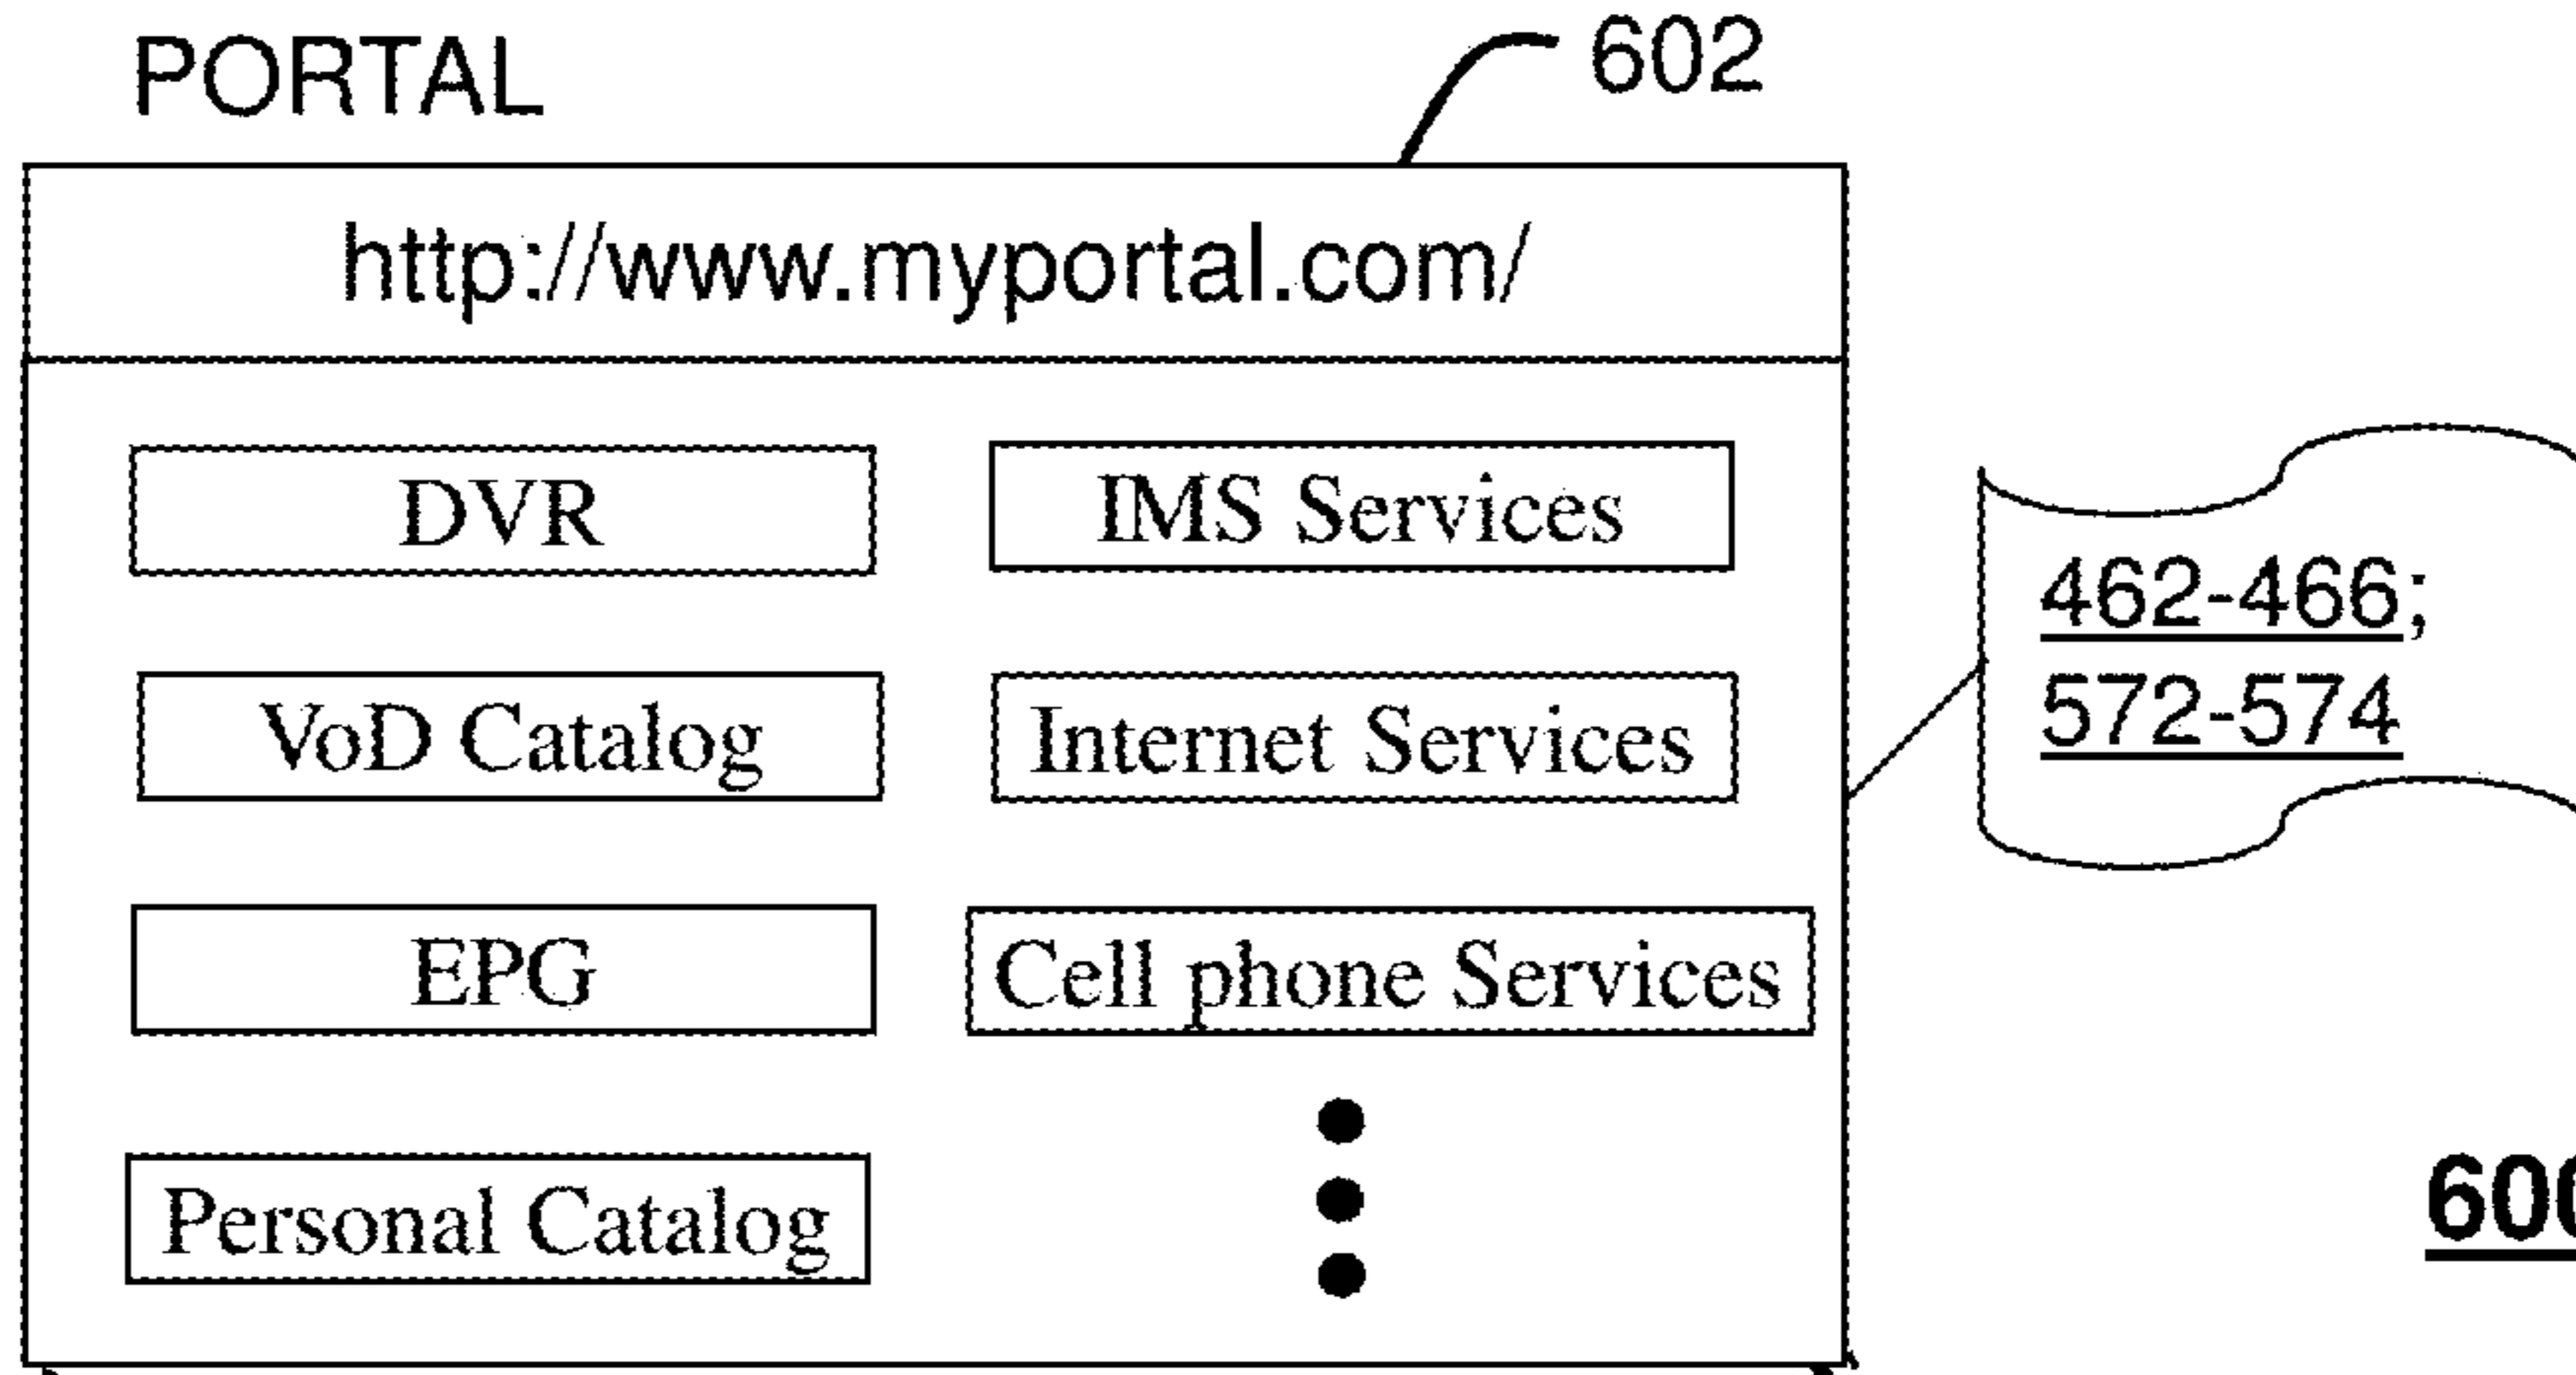 PORTAL
602
http://www.myportal.com/
DVR
IMS Services
462-466;
572-574
VoD Catalog
Internet Services
EPG
Cell phone Services
Personal Catalog